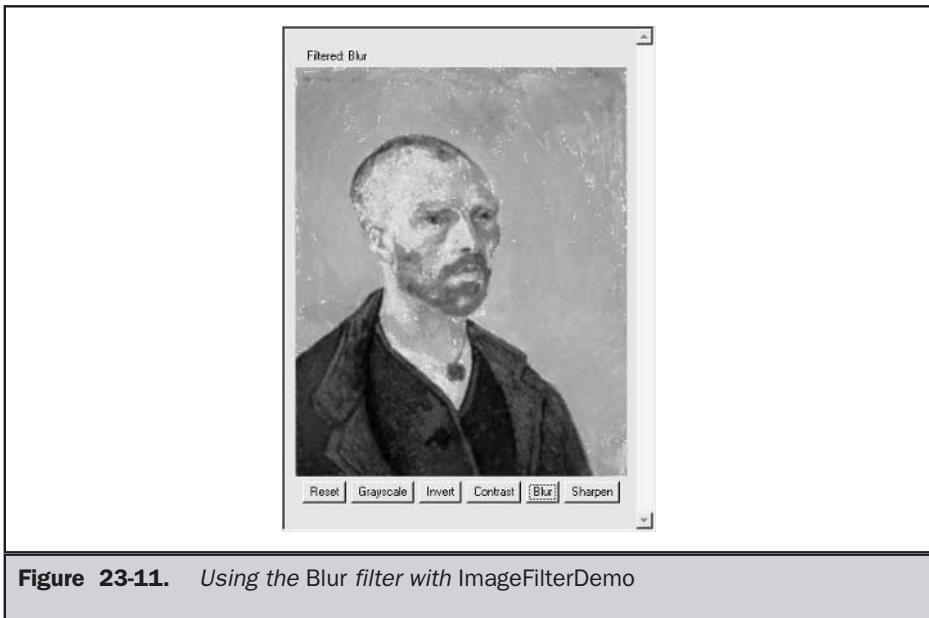 Filtered: Blur
Reset Grayscale Invert Contrast Blur Sharpen
Figure 23-11. Using the Blur filter with ImageFilterDemo